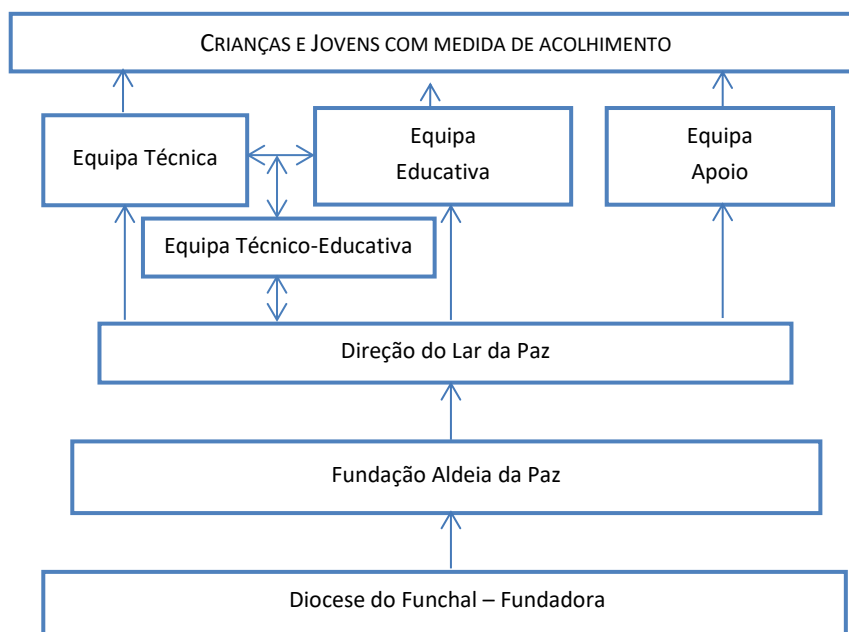 CRIANÇAS E JOVENS COM MEDIDA DE ACOLHIMENTO
Equipa Técnica
Equipa
Educativa
Equipa
Apoio
Equipa Técnico-Educativa
Direção do Lar da Paz
Fundação Aldeia da Paz
Diocese do Funchal – Fundadora